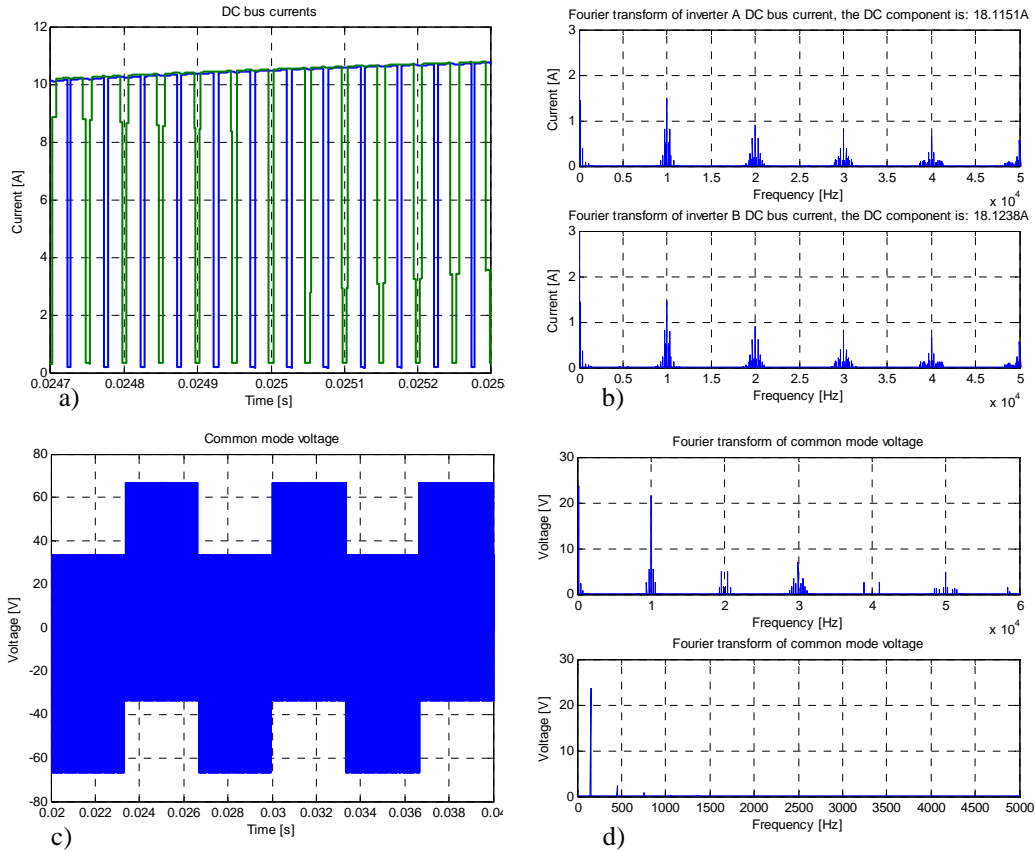 DC bus currents
12
10
8
6
4
2
0
Current [A]
0.0247 0.0248 0.0249 0.025 0.0251 0.0252 0.025
Time [s]
a)
Fourier transform of inverter A DC bus current, the DC component is: 18.1151A
3
2
1
0
Current [A]
0 0.5 1 1.5 2 2.5 3 3.5 4 4.5 5
x 10^4
Frequency [Hz]
Fourier transform of inverter B DC bus current, the DC component is: 18.1238A
3
2
1
0
Current [A]
0 0.5 1 1.5 2 2.5 3 3.5 4 4.5 5
x 10^4
Frequency [Hz]
b)
Common mode voltage
80
60
40
20
0
-20
-40
-60
-80
Voltage [V]
0.02 0.022 0.024 0.026 0.028 0.03 0.032 0.034 0.036 0.038 0.04
Time [s]
c)
Fourier transform of common mode voltage
30
20
10
0
Voltage [V]
0 1 2 3 4 5 6
x 10^4
Frequency [Hz]
Fourier transform of common mode voltage
30
20
10
0
Voltage [V]
0 500 1000 1500 2000 2500 3000 3500 4000 4500 5000
Frequency [Hz]
d)